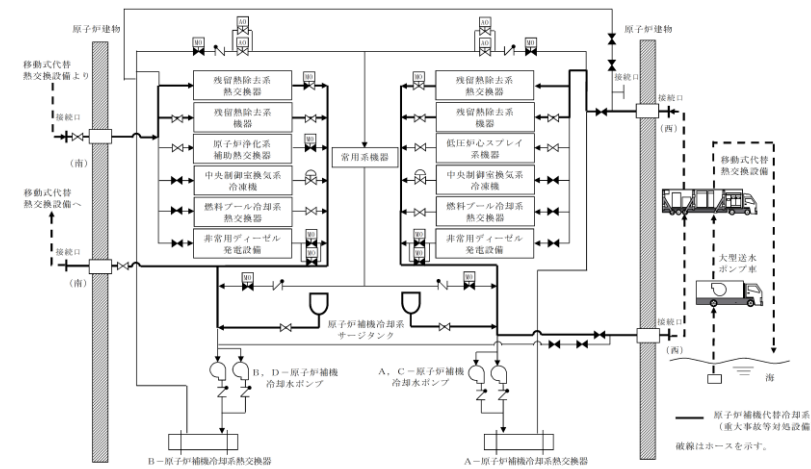 原子炉建物
原子炉建物
移動式代替
熱交換設備より
接続口
(南)
移動式代替
熱交換設備へ
接続口
(南)
MO
AO
AO
AO
AO
MO
残留熱除去系
熱交換器
MO
残留熱除去系
機器
原子炉浄化系
補助熱交換器
MO
中央制御室換気系
冷凍機
燃料プール冷却系
熱交換器
非常用ディーゼル
発電設備
MO
MO
常用系機器
MO
残留熱除去系
熱交換器
残留熱除去系
機器
低圧炉心スプレイ
系機器
中央制御室換気系
冷凍機
燃料プール冷却系
熱交換器
MO
MO
非常用ディーゼル
発電設備
接続口
接続口
(西)
移動式代替
熱交換設備
大型送水
ポンプ車
接続口
(西)
海
MO
MO
原子炉補機冷却系
サージタンク
B,D-原子炉補機
冷却水ポンプ
A,C-原子炉補機
冷却水ポンプ
B-原子炉補機冷却系熱交換器
A-原子炉補機冷却系熱交換器
原子炉補機代替冷却系
(重大事故等対処設備
破線はホースを示す。